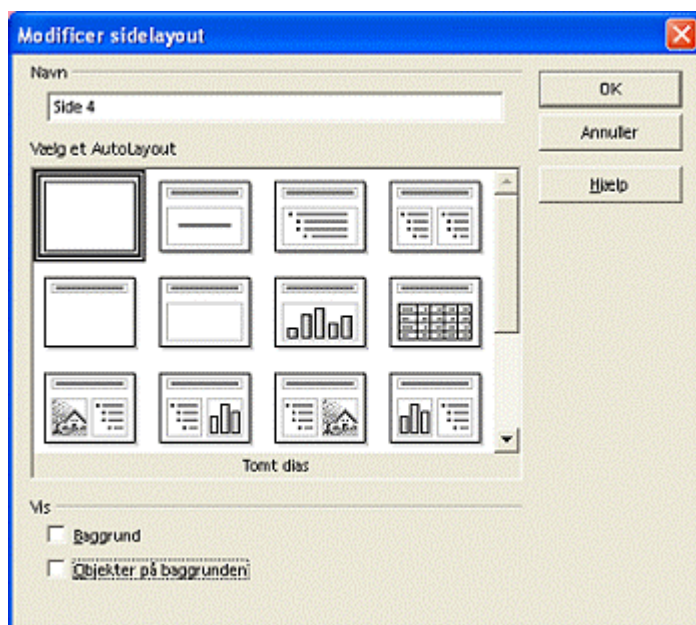 Modificer sidelayout
Navn
Side 4
OK
Annuller
Vælg et AutoLayout
Hjælp
Tomt dias
Vis
Baggrund
Objekter på baggrunden